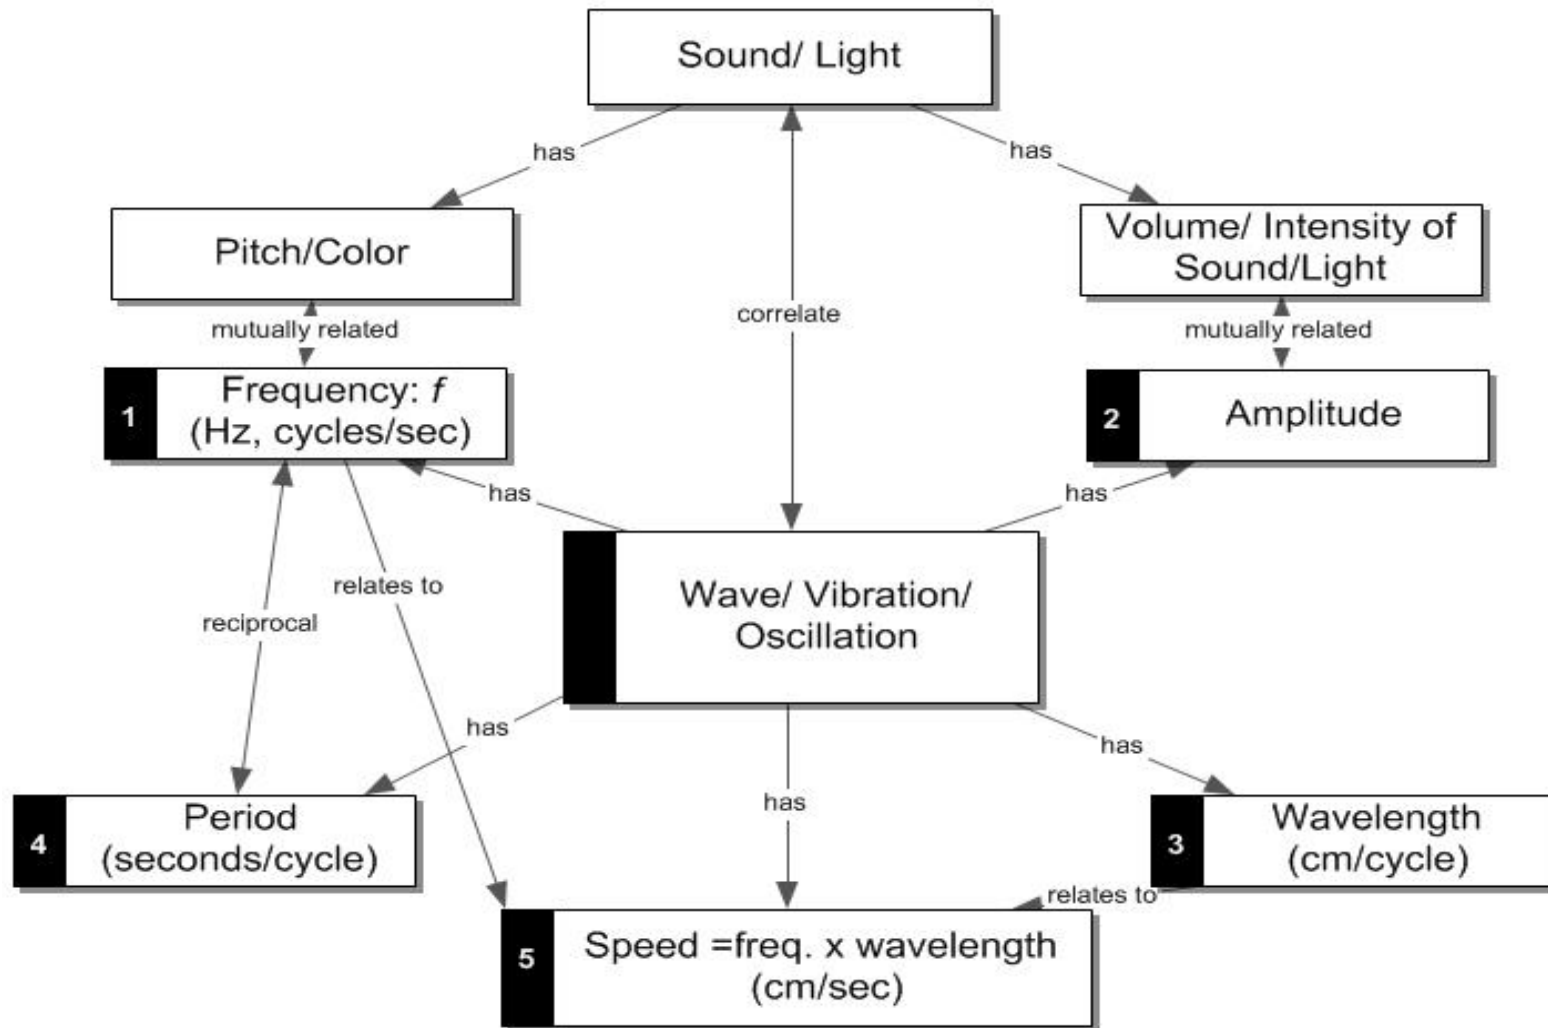 Sound/ Light
has
has
Pitch/Color
Volume/ Intensity of
Sound/Light
correlate
mutually related
mutually related
1
Frequency: f
(Hz, cycles/sec)
2
Amplitude
has
has
relates to
reciprocal
Wave/ Vibration/
Oscillation
has
has
has
4
Period
(seconds/cycle)
3
Wavelength
(cm/cycle)
relates to
5
Speed =freq. x wavelength
(cm/sec)